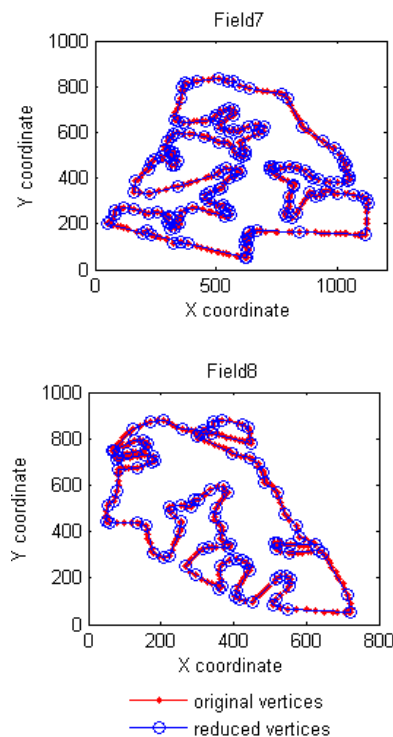 Field7
1000
800
600
400
200
0
Y coordinate
0 500 1000
X coordinate
Field8
1000
800
600
400
200
0
Y coordinate
0 200 400 600 800
X coordinate
original vertices
reduced vertices